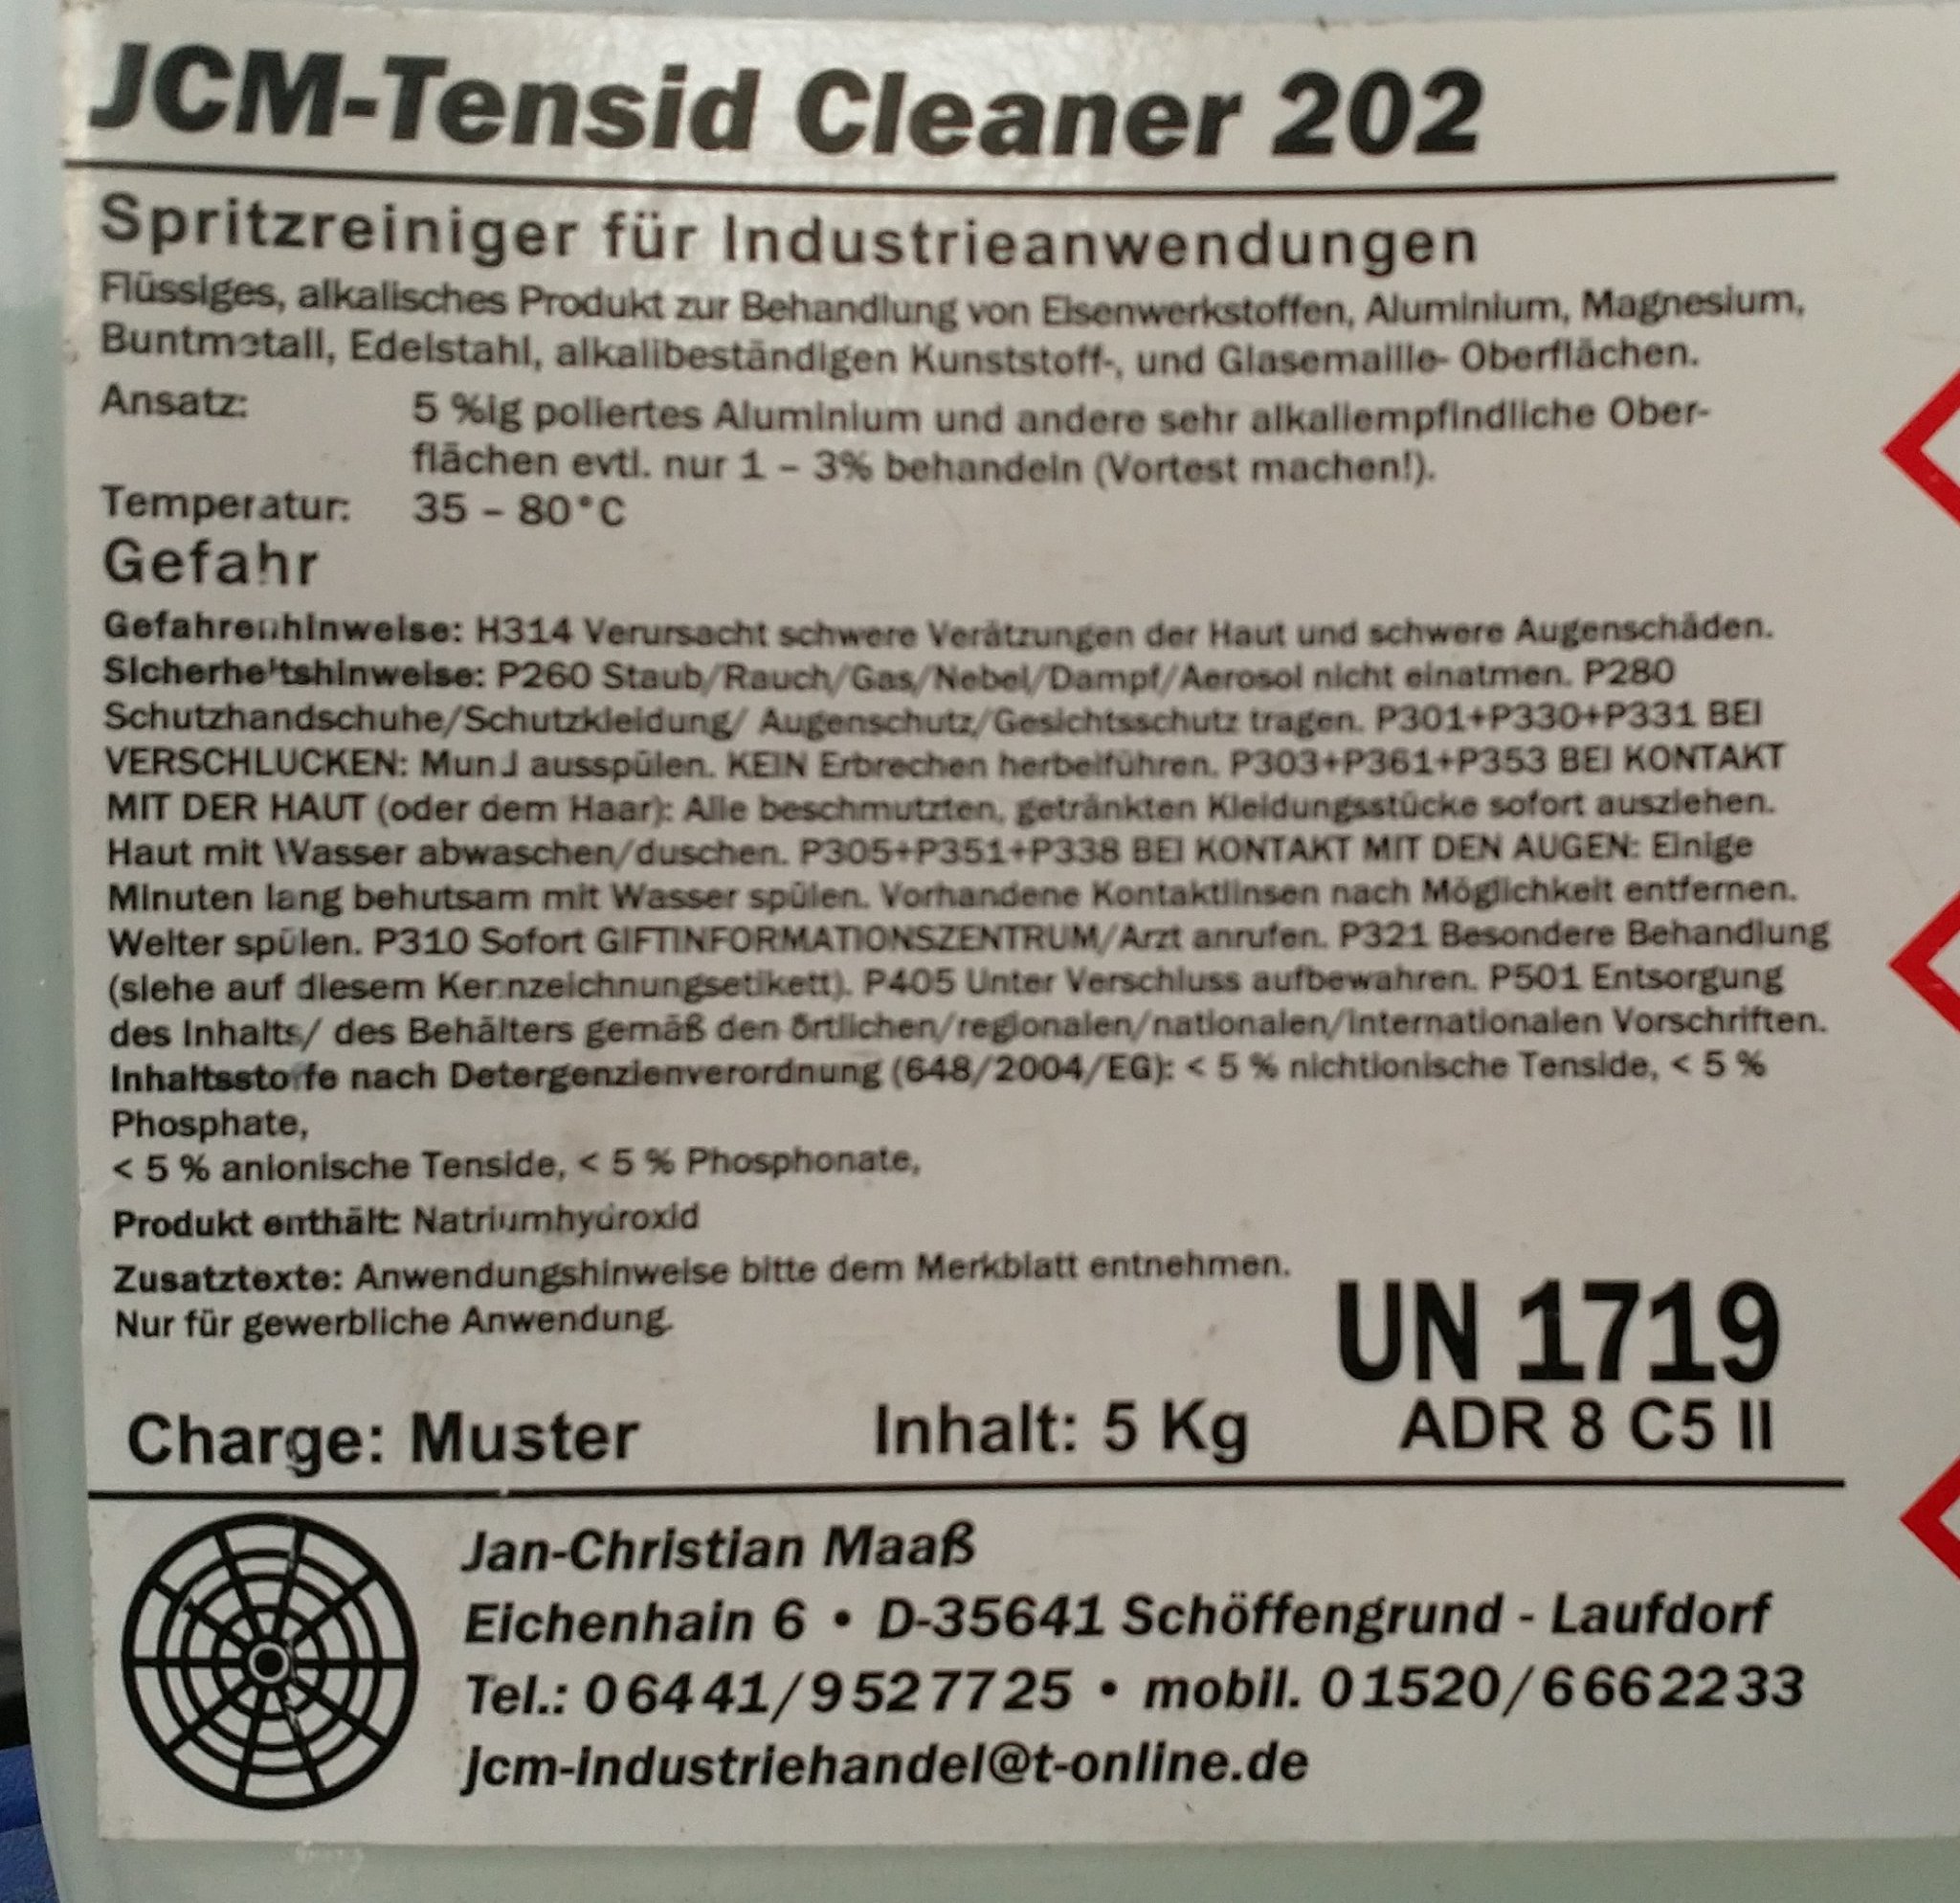 JCM-Tensid Cleaner 202
Spritzreiniger für Industrieanwendungen
Flüssiges, alkalisches Produkt zur Behandlung von Eisenwerkstoffen, Aluminium, Magnesium,
Buntmetall, Edelstahl, alkalibeständigen Kunststoff-, und Glasemaille- Oberflächen.
Ansatz: 5 %ig poliertes Aluminium und andere sehr alkaliempfindliche Ober-
flächen evtl. nur 1 – 3% behandeln (Vortest machen!).
Temperatur: 35 – 80°C
Gefahr
Gefahrenhinweise: H314 Verursacht schwere Verätzungen der Haut und schwere Augenschäden.
Sicherheitshinweise: P260 Staub/Rauch/Gas/Nebel/Dampf/Aerosol nicht einatmen. P280
Schutzhandschuhe/Schutzkleidung/ Augenschutz/Gesichtsschutz tragen. P301+P330+P331 BEI
VERSCHLUCKEN: Mund ausspülen. KEIN Erbrechen herbeiführen. P303+P361+P353 BEI KONTAKT
MIT DER HAUT (oder dem Haar): Alle beschmutzten, getränkten Kleidungsstücke sofort ausziehen.
Haut mit Wasser abwaschen/duschen. P305+P351+P338 BEI KONTAKT MIT DEN AUGEN: Einige
Minuten lang behutsam mit Wasser spülen. Vorhandene Kontaktlinsen nach Möglichkeit entfernen.
Weiter spülen. P310 Sofort GIFTINFORMATIONSZENTRUM/Arzt anrufen. P321 Besondere Behandlung
(siehe auf diesem Kennzeichnungsetikett). P405 Unter Verschluss aufbewahren. P501 Entsorgung
des Inhalts/ des Behälters gemäß den örtlichen/regionalen/nationalen/internationalen Vorschriften.
Inhaltsstoffe nach Detergenzienverordnung (648/2004/EG): < 5 % nichtionische Tenside, < 5 %
Phosphate,
< 5 % anionische Tenside, < 5 % Phosphonate,
Produkt enthält: Natriumhydroxid
Zusatztexte: Anwendungshinweise bitte dem Merkblatt entnehmen.
Nur für gewerbliche Anwendung.
UN 1719
Charge: Muster Inhalt: 5 Kg ADR 8 C5 II
Jan-Christian Maaß
Eichenhain 6 • D-35641 Schöffengrund - Laufdorf
Tel.: 06441/9527725 • mobil. 01520/6662233
jcm-industriehandel@t-online.de